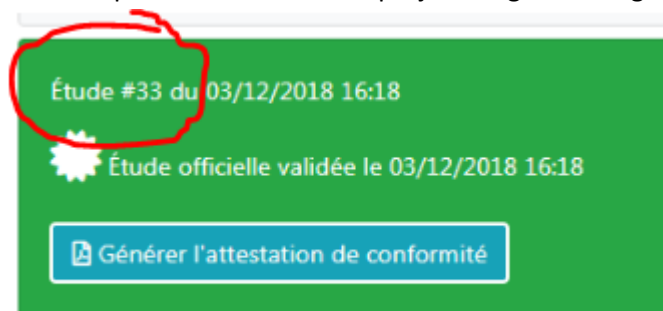 Étude #33 du 03/12/2018 16:18
Étude officielle validée le 03/12/2018 16:18
Générer l'attestation de conformité